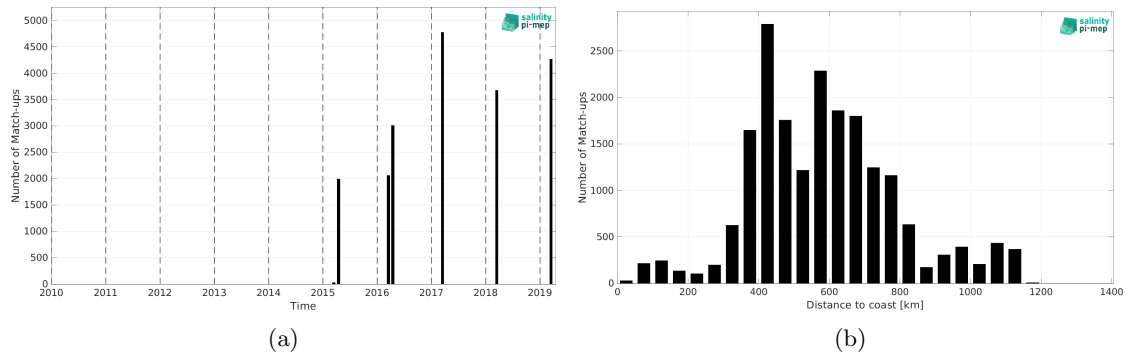 5000
4500
4000
3500
3000
2500
2000
1500
1000
500
0
Number of Match-ups
2010 2011 2012 2013 2014 2015 2016 2017 2018 2019
Time
salinity
pi-mep
(a)
2500
2000
1500
1000
500
0
Number of Match-ups
0 200 400 600 800 1000 1200 1400
Distance to coast [km]
salinity
pi-mep
(b)